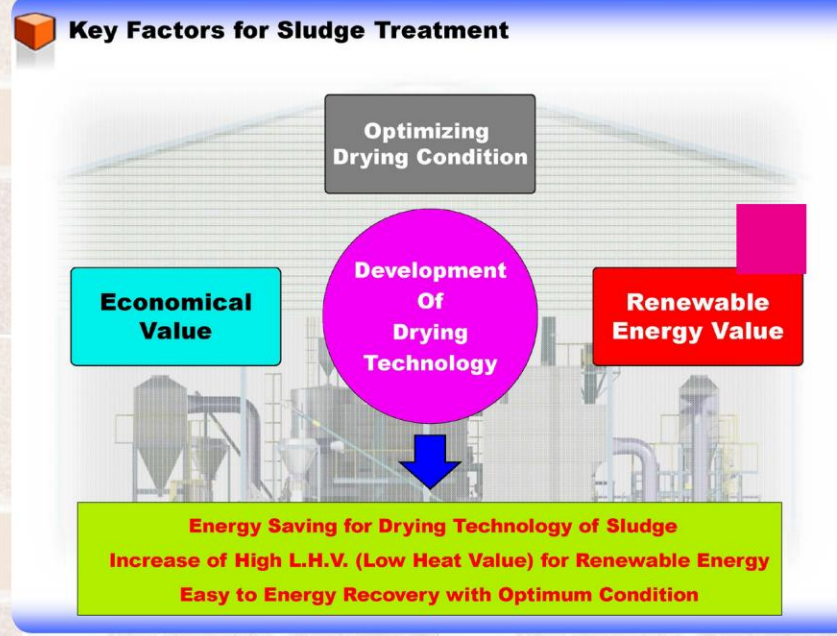 Key Factors for Sludge Treatment
Optimizing
Drying Condition
Economical
Value
Development
Of
Drying
Technology
Renewable
Energy Value
Energy Saving for Drying Technology of Sludge
Increase of High L.H.V. (Low Heat Value) for Renewable Energy
Easy to Energy Recovery with Optimum Condition